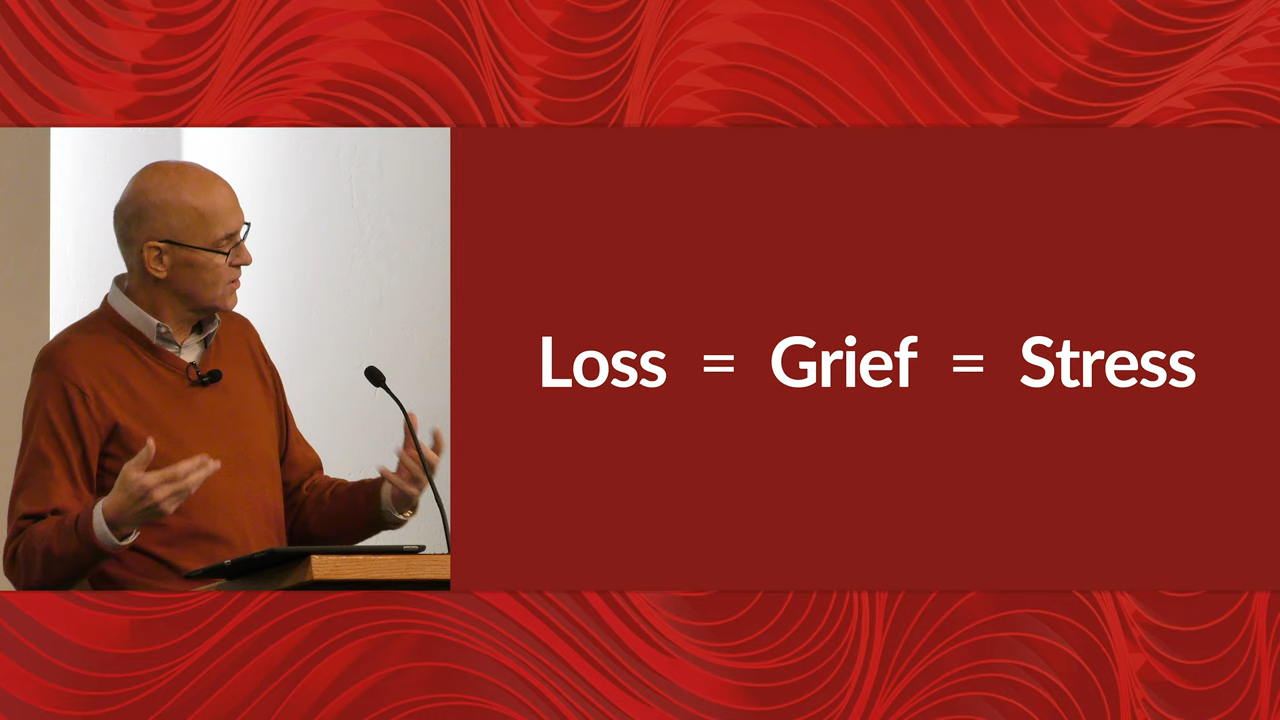 Loss = Grief = Stress